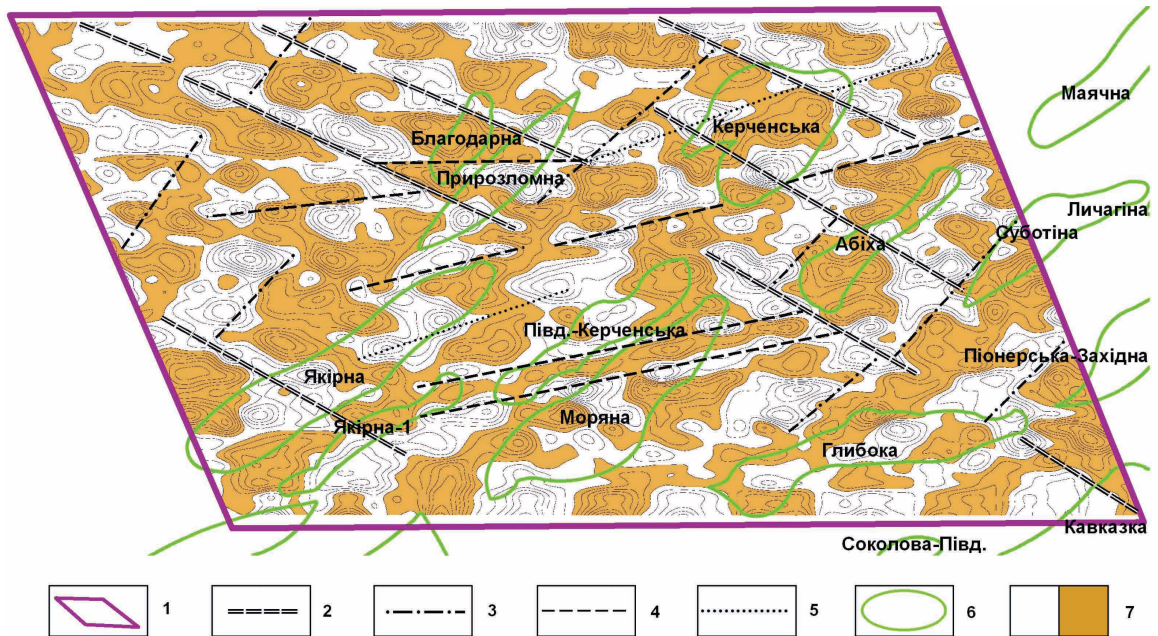 Маячна
Керченська
Благодарна
Прирозломна
Личагіна
Суботіна
Абіха
Півд.-Керченська
Піонерська-Західна
Якірна
Моряна
Якірна-1
Глибока
Кавказка
Соколова-Півд.
1 2 3 4 5 6 7